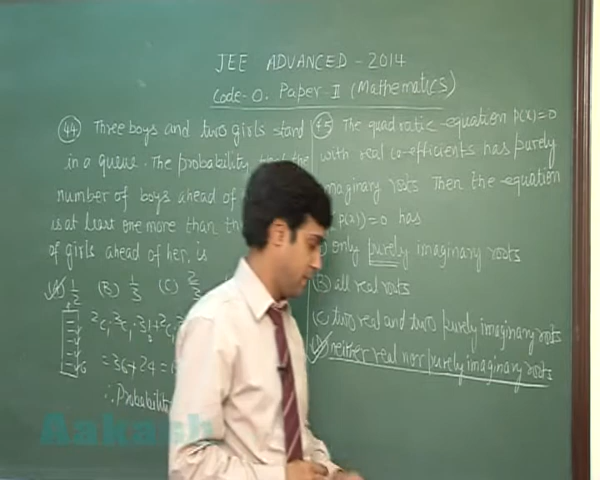 JEE ADVANCED - 2014
Code-0. Paper-II (Mathematics)
44 Three boys and two girls stand
in a queue. The probability that the
number of boys ahead of
is at least one more than the
of girls ahead of her, is
(A) 1/2 (B) 1/3 (C) 2/3
= 36+24 =
∴ Probability
45 The quadratic equation P(x)=0
with real co-efficients has purely
imaginary roots Then the equation
P(x))=0 has
only purely imaginary roots
(B) all real roots
(C) two real and two purely imaginary roots
(D) neither real nor purely imaginary roots
Aakash